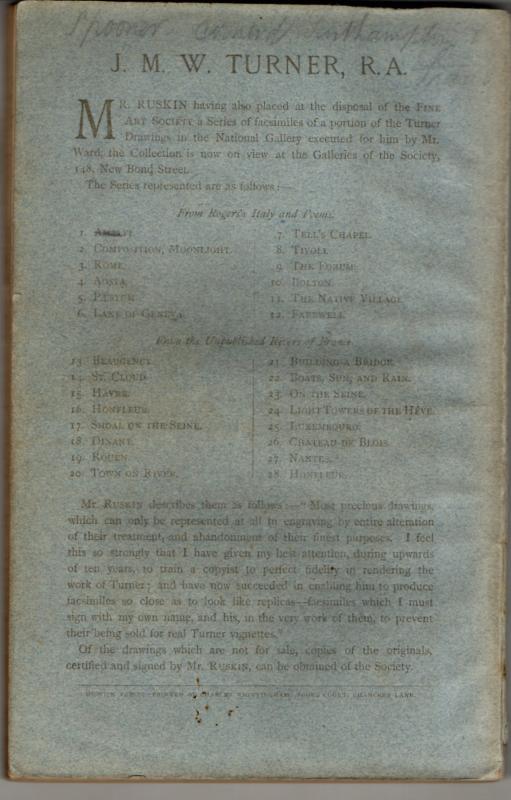 Spooner
J. M. W. TURNER, R.A.
MR. RUSKIN having also placed at the disposal of the FINE
ART SOCIETY a Series of facsimiles of a portion of the Turner
Drawings in the National Gallery executed for him by Mr.
Ward, the Collection is now on view at the Galleries of the Society,
148, New Bond Street.
The Series represented are as follows:—
From Rogers's Italy and Poems.
1. AMALFI.
2. COMPOSITION, MOONLIGHT.
3. ROME.
4. AOSTA.
5. PÆSTUM.
6. LAKE OF GENEVA.
7. TELL'S CHAPEL.
8. TIVOLI.
9. THE FORUM.
10. BOLTON.
11. THE NATIVE VILLAGE.
12. FAREWELL.
From the Unpublished Rivers of France.
13. BEAUGENCY.
14. ST. CLOUD.
15. HAVRE.
16. HONFLEUR.
17. SHOAL ON THE SEINE.
18. DINANT.
19. ROUEN.
20. TOWN ON RIVER.
21. BUILDING A BRIDGE.
22. BOATS, SUN, AND RAIN.
23. ON THE SEINE.
24. LIGHT TOWERS OF THE HÊVE.
25. LUXEMBOURG.
26. CHATEAU DE BLOIS.
27. NANTES.
28. HONFLEUR.
Mr. RUSKIN describes them as follows:—"Most precious drawings,
which can only be represented at all in engraving by entire alteration
of their treatment, and abandonment of their finest purposes. I feel
this so strongly that I have given my best attention, during upwards
of ten years, to train a copyist to perfect fidelity in rendering the
work of Turner; and have now succeeded in enabling him to produce
facsimiles so close as to look like replicas—facsimiles which I must
sign with my own name, and his, in the very work of them, to prevent
their being sold for real Turner vignettes."
Of the drawings which are not for sale, copies of the originals,
certified and signed by Mr. RUSKIN, can be obtained of the Society.
CHISWICK PRESS: PRINTED BY CHARLES WHITTINGHAM, TOOKS COURT, CHANCERY LANE.